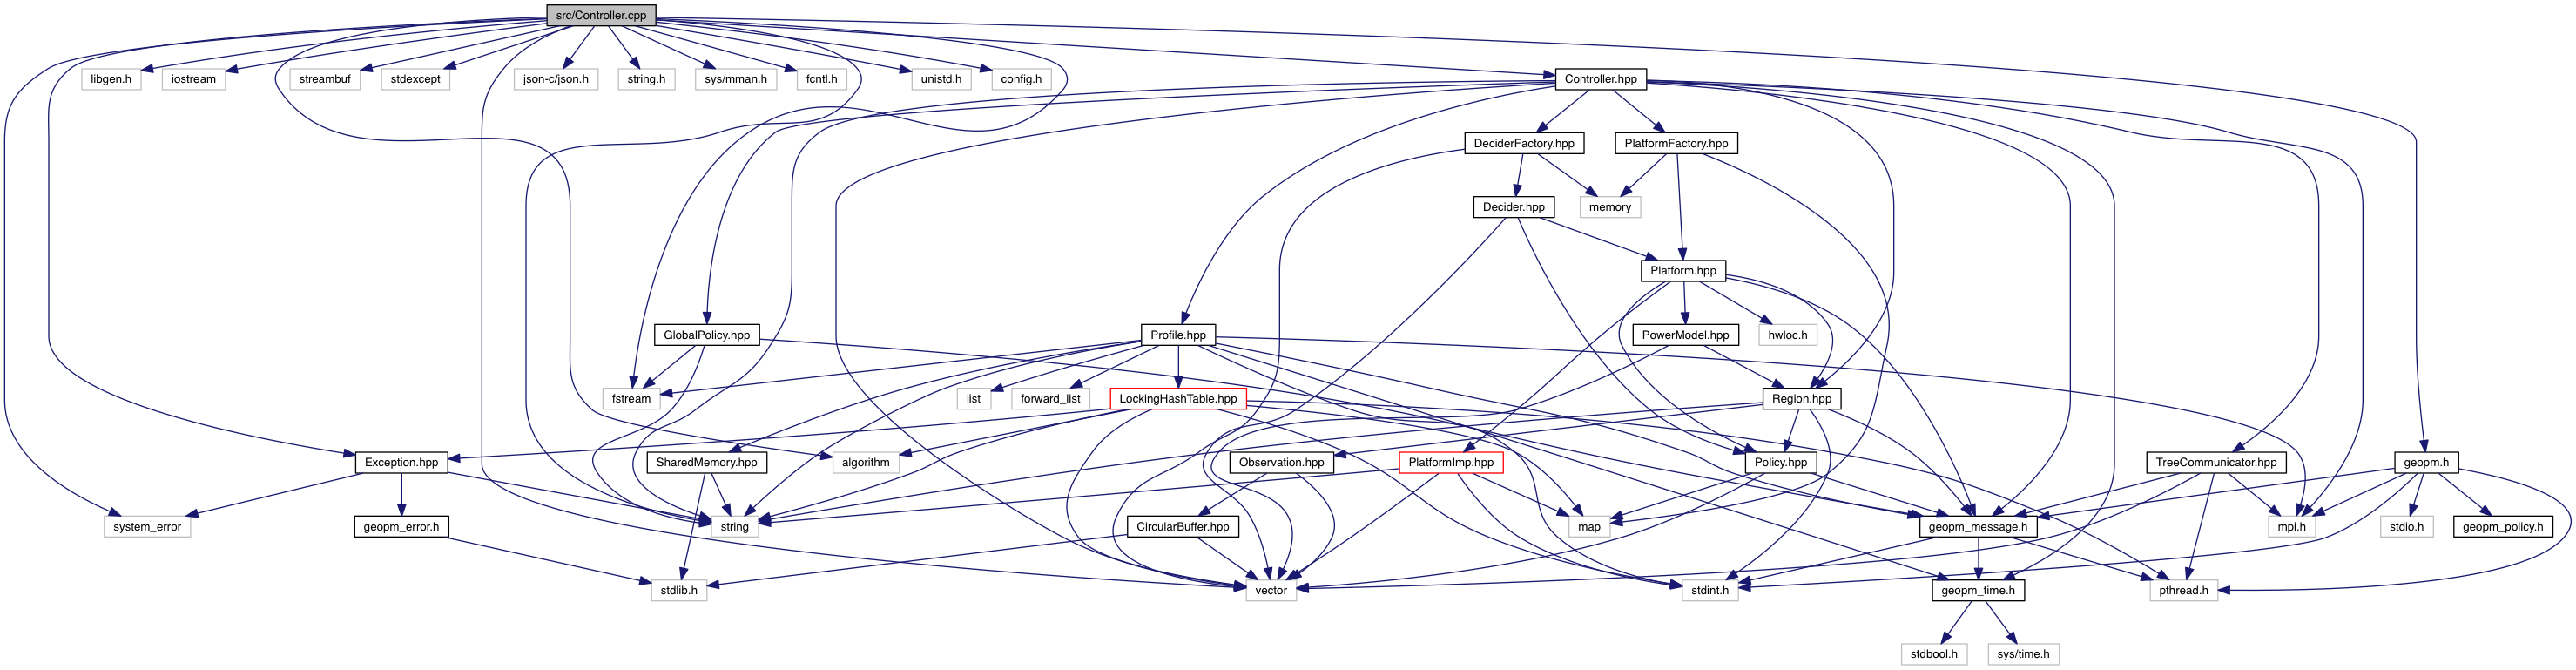 src/Controller.cpp
libgen.h
iostream
streambuf
stdexcept
json-c/json.h
string.h
sys/mman.h
fcntl.h
unistd.h
config.h
Controller.hpp
DeciderFactory.hpp
PlatformFactory.hpp
Decider.hpp
memory
Platform.hpp
GlobalPolicy.hpp
Profile.hpp
PowerModel.hpp
hwloc.h
fstream
list
forward_list
LockingHashTable.hpp
Region.hpp
Exception.hpp
SharedMemory.hpp
algorithm
Observation.hpp
PlatformImp.hpp
Policy.hpp
TreeCommunicator.hpp
geopm.h
system_error
geopm_error.h
string
CircularBuffer.hpp
map
geopm_message.h
mpi.h
stdio.h
geopm_policy.h
stdlib.h
vector
stdint.h
geopm_time.h
pthread.h
stdbool.h
sys/time.h